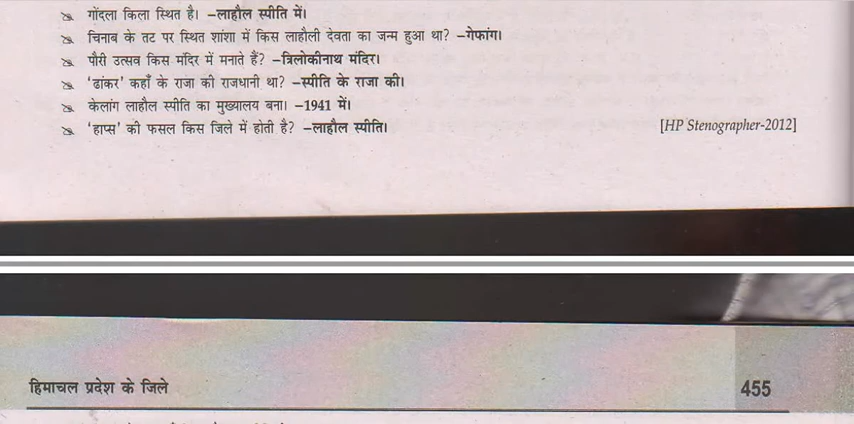 गोंदला किला स्थित है। –लाहौल स्पीति में।
चिनाब के तट पर स्थित शांशा में किस लाहौली देवता का जन्म हुआ था? –गेफांग।
पौरी उत्सव किस मंदिर में मनाते हैं? –त्रिलोकीनाथ मंदिर।
'ढांकर' कहाँ के राजा की राजधानी था? –स्पीति के राजा की।
केलांग लाहौल स्पीति का मुख्यालय बना। –1941 में।
'हाप्स' की फसल किस जिले में होती है? –लाहौल स्पीति। [HP Stenographer-2012]
हिमाचल प्रदेश के जिले 455